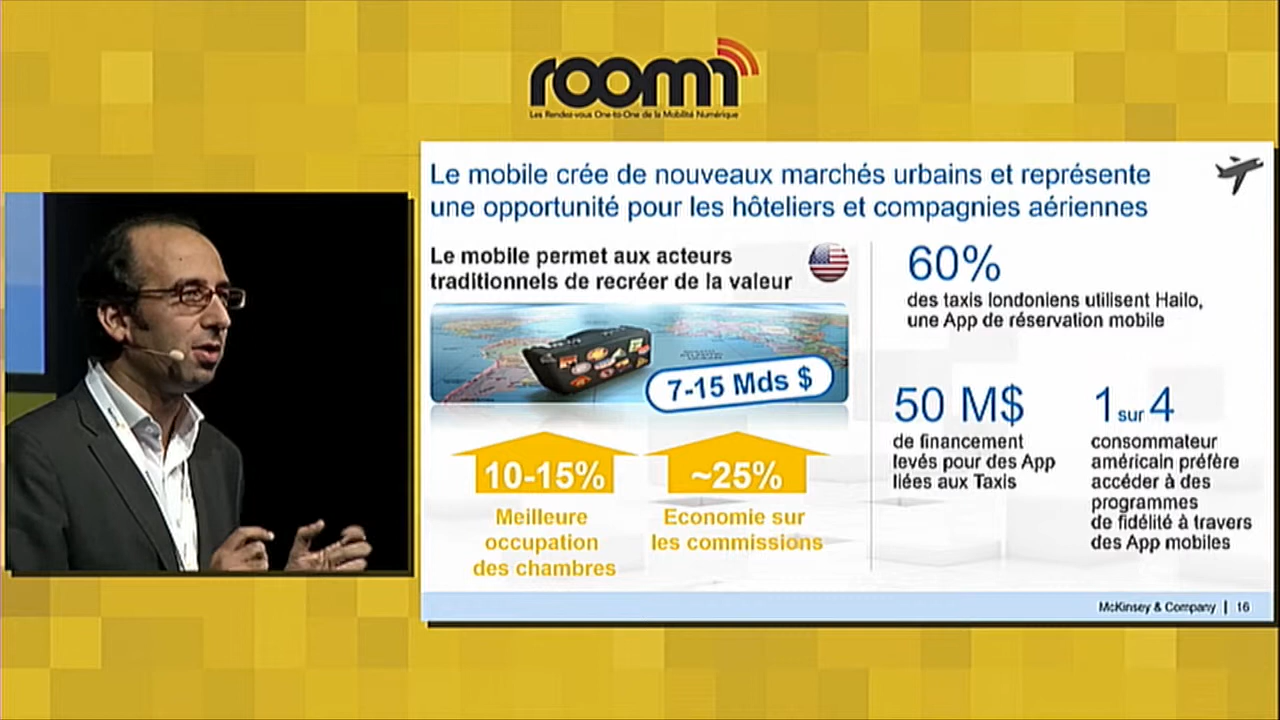 roomn
Les Rendez-vous One-to-One de la Mobilité Numérique
Le mobile crée de nouveaux marchés urbains et représente
une opportunité pour les hôteliers et compagnies aériennes
Le mobile permet aux acteurs
traditionnels de recréer de la valeur
7-15 Mds $
10-15%
Meilleure
occupation
des chambres
~25%
Economie sur
les commissions
60%
des taxis londoniens utilisent Hailo,
une App de réservation mobile
50 M$
de financement
levés pour des App
liées aux Taxis
1 sur 4
consommateur
américain préfère
accéder à des
programmes
de fidélité à travers
des App mobiles
McKinsey & Company | 16